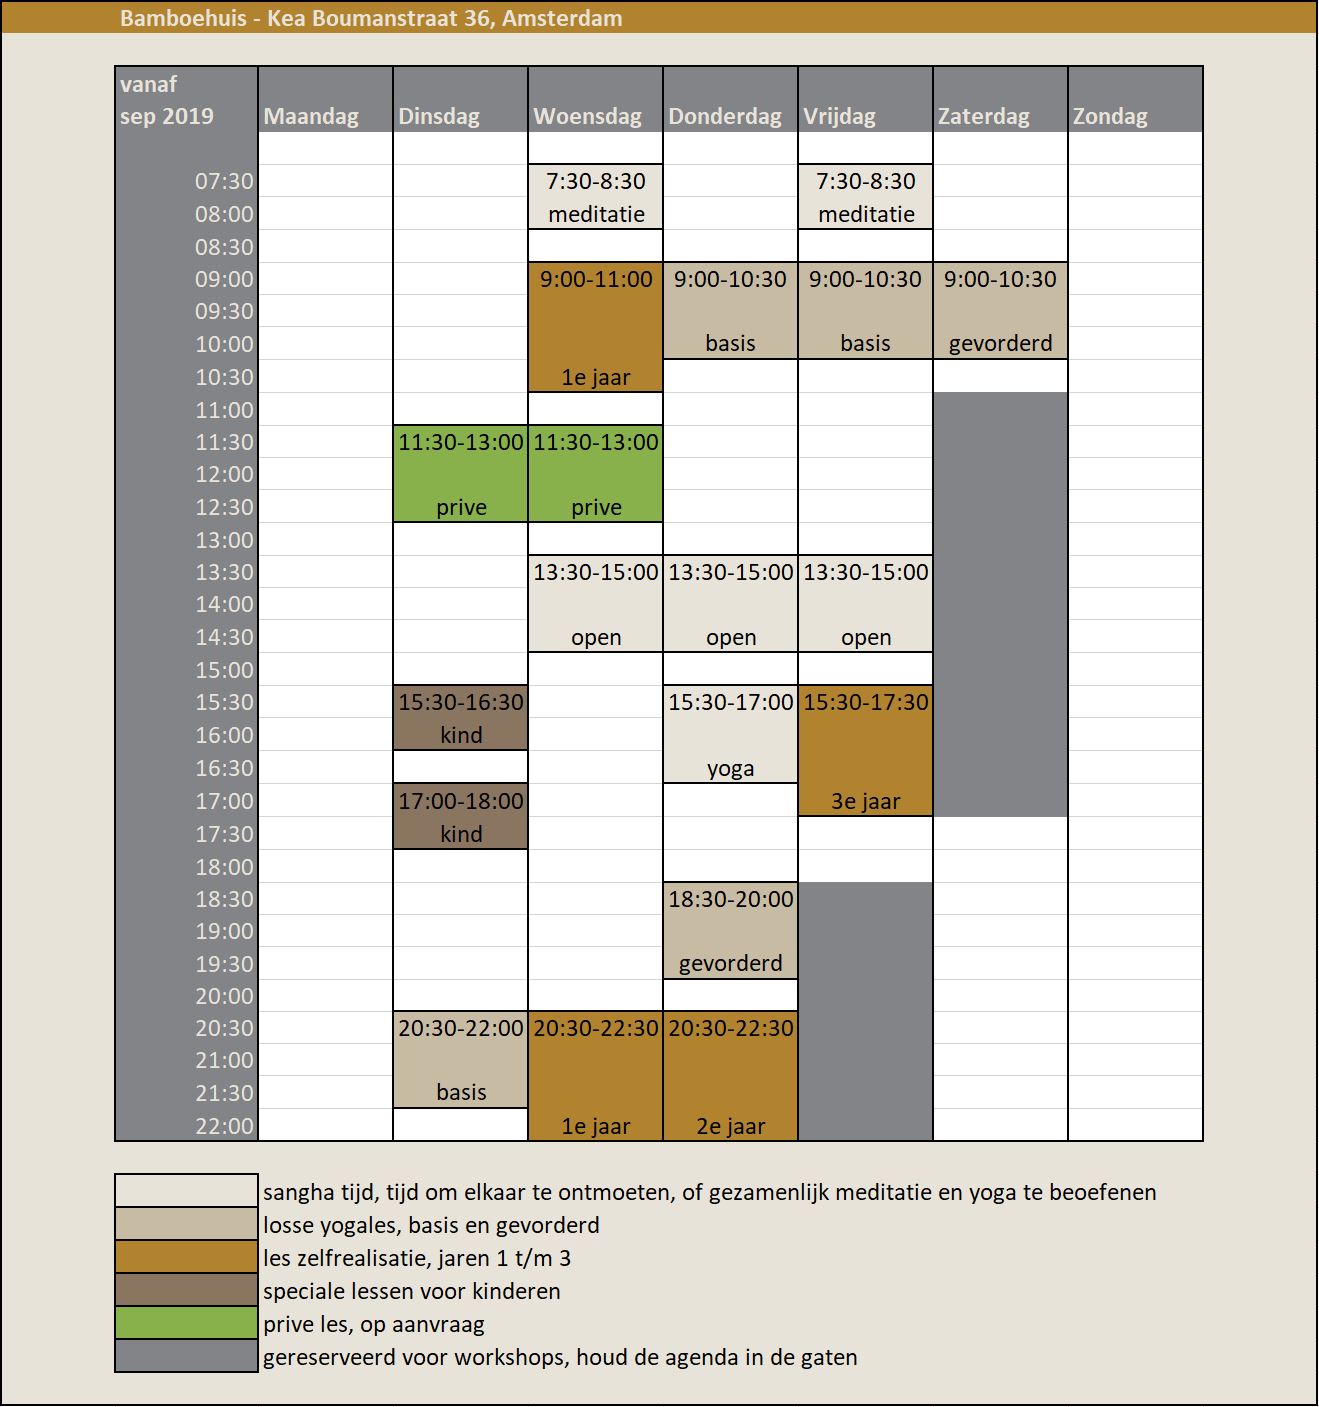 Bamboehuis - Kea Boumanstraat 36, Amsterdam
vanaf
sep 2019 Maandag Dinsdag Woensdag Donderdag Vrijdag Zaterdag Zondag
07:30 7:30-8:30 7:30-8:30
08:00 meditatie meditatie
08:30
09:00 9:00-11:00 9:00-10:30 9:00-10:30 9:00-10:30
09:30
10:00 basis basis gevorderd
10:30 1e jaar
11:00
11:30 11:30-13:00 11:30-13:00
12:00
12:30 prive prive
13:00
13:30 13:30-15:00 13:30-15:00 13:30-15:00
14:00
14:30 open open open
15:00
15:30 15:30-16:30 15:30-17:00 15:30-17:30
16:00 kind
16:30 yoga
17:00 17:00-18:00 3e jaar
17:30 kind
18:00
18:30 18:30-20:00
19:00
19:30 gevorderd
20:00
20:30 20:30-22:00 20:30-22:30 20:30-22:30
21:00
21:30 basis
22:00 1e jaar 2e jaar
sangha tijd, tijd om elkaar te ontmoeten, of gezamenlijk meditatie en yoga te beoefenen
losse yogales, basis en gevorderd
les zelfrealisatie, jaren 1 t/m 3
speciale lessen voor kinderen
prive les, op aanvraag
gereserveerd voor workshops, houd de agenda in de gaten